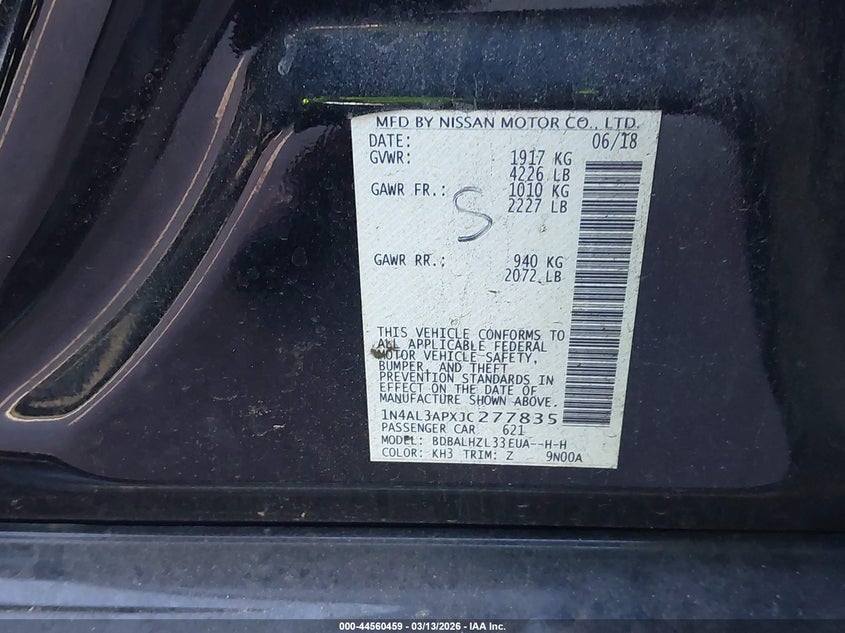 MFD BY NISSAN MOTOR CO., LTD.
DATE: 06/18
GVWR: 1917 KG
4226 LB
GAWR FR.: 1010 KG
2227 LB
S
GAWR RR.: 940 KG
2072 LB
THIS VEHICLE CONFORMS TO
ALL APPLICABLE FEDERAL
MOTOR VEHICLE SAFETY,
BUMPER, AND THEFT
PREVENTION STANDARDS IN
EFFECT ON THE DATE OF
MANUFACTURE SHOWN ABOVE.
1N4AL3APXJC277835
PASSENGER CAR 621
MODEL: BDBALHZL33EUA--H-H
COLOR: KH3 TRIM: Z 9N00A
000-44560459 - 03/13/2026 - IAA Inc.